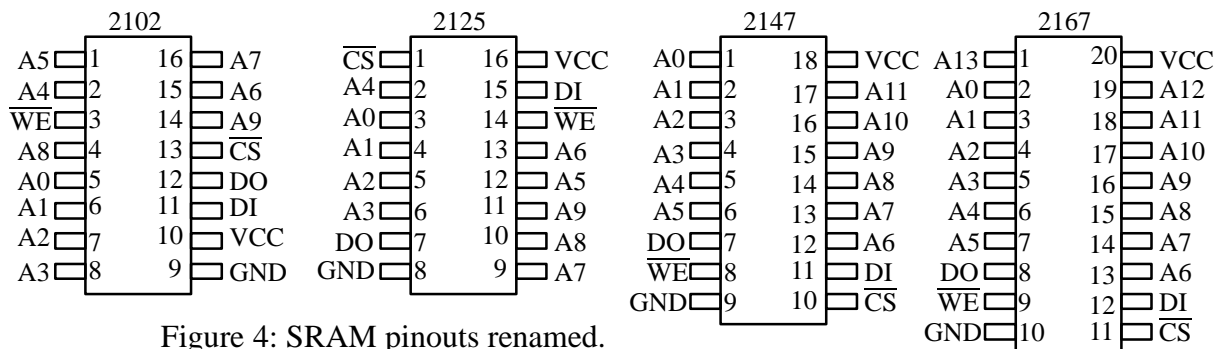 2102 2125 2147 2167
A5 1 16 A7
A4 2 15 A6
WE 3 14 A9
A8 4 13 CS
A0 5 12 DO
A1 6 11 DI
A2 7 10 VCC
A3 8 9 GND
CS 1 16 VCC
A4 2 15 DI
A0 3 14 WE
A1 4 13 A6
A2 5 12 A5
A3 6 11 A9
DO 7 10 A8
GND 8 9 A7
A0 1 18 VCC
A1 2 17 A11
A2 3 16 A10
A3 4 15 A9
A4 5 14 A8
A5 6 13 A7
DO 7 12 A6
WE 8 11 DI
GND 9 10 CS
A13 1 20 VCC
A0 2 19 A12
A1 3 18 A11
A2 4 17 A10
A3 5 16 A9
A4 6 15 A8
A5 7 14 A7
DO 8 13 A6
WE 9 12 DI
GND 10 11 CS
Figure 4: SRAM pinouts renamed.